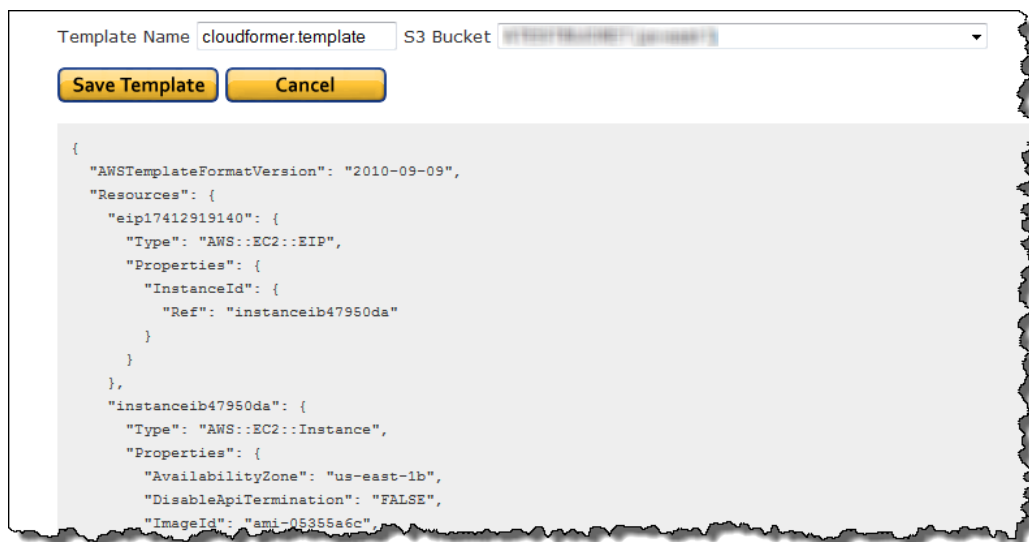 Template Name cloudformer.template S3 Bucket
Save Template Cancel
{
"AWSTemplateFormatVersion": "2010-09-09",
"Resources": {
"eip17412919140": {
"Type": "AWS::EC2::EIP",
"Properties": {
"InstanceId": {
"Ref": "instanceib47950da"
}
}
},
"instanceib47950da": {
"Type": "AWS::EC2::Instance",
"Properties": {
"AvailabilityZone": "us-east-1b",
"DisableApiTermination": "FALSE",
"ImageId": "ami-05355a6c",